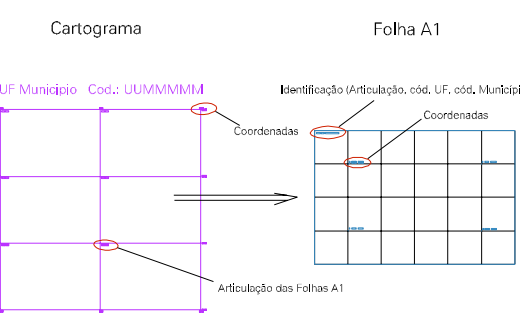 Cartograma
Folha A1
UF Município Cod.: UUMMMMM
Identificação (Articulação, cód. UF, cód. Municípi
Coordenadas
Coordenadas
Articulação das Folhas A1